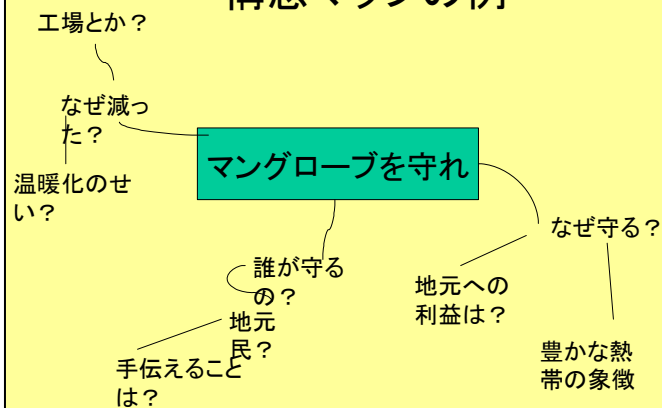 構想マップの例
工場とか？
なぜ減っ
た？
温暖化のせ
い？
マングローブを守れ
なぜ守る？
地元への
利益は？
豊かな熱
帯の象徴
誰が守る
の？
地元
民？
手伝えること
は？